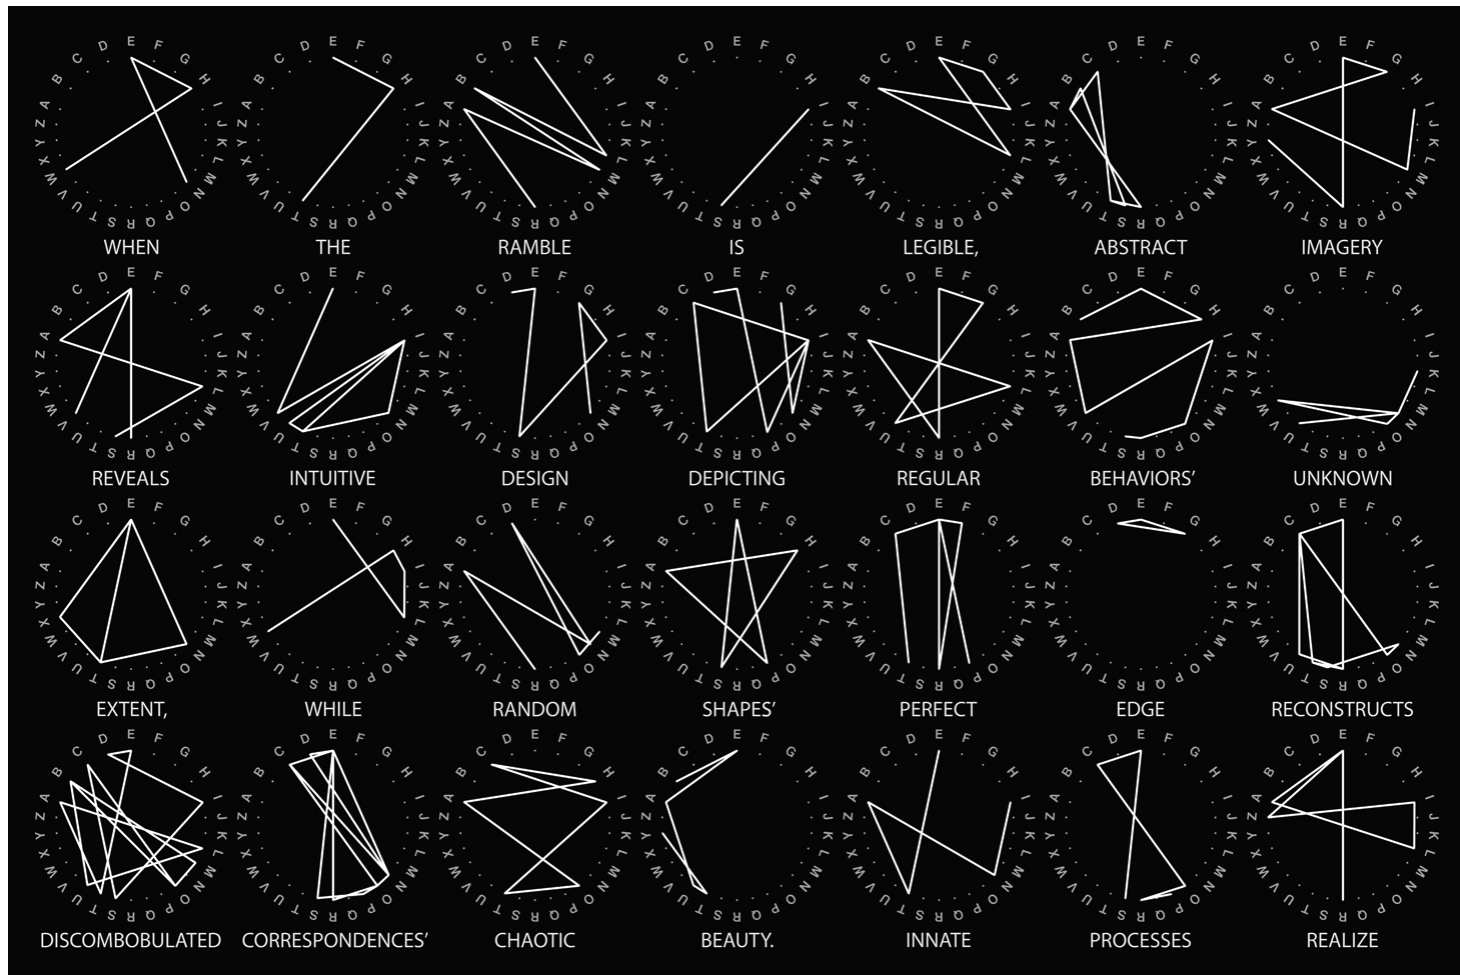 WHEN THE RAMBLE IS LEGIBLE, ABSTRACT IMAGERY
REVEALS INTUITIVE DESIGN DEPICTING REGULAR BEHAVIORS’ UNKNOWN
EXTENT, WHILE RANDOM SHAPES’ PERFECT EDGE RECONSTRUCTS
DISCOMBOBULATED CORRESPONDENCES’ CHAOTIC BEAUTY. INNATE PROCESSES REALIZE